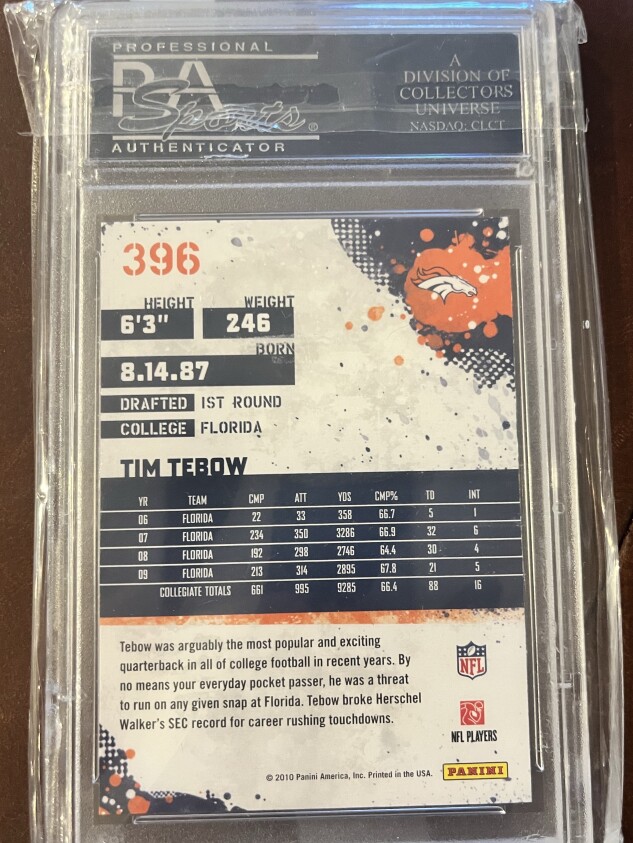 PROFESSIONAL
PSA
Sports®
AUTHENTICATOR
A
DIVISION OF
COLLECTORS
UNIVERSE
NASDAQ: CLCT
396
HEIGHT WEIGHT
6'3" 246
BORN
8.14.87
DRAFTED 1ST ROUND
COLLEGE FLORIDA
TIM TEBOW
YR TEAM CMP ATT YDS CMP% TD INT
06 FLORIDA 22 33 358 66.7 5 1
07 FLORIDA 234 350 3286 66.9 32 6
08 FLORIDA 192 298 2746 64.4 30 4
09 FLORIDA 213 314 2895 67.8 21 5
COLLEGIATE TOTALS 661 995 9285 66.4 88 16
Tebow was arguably the most popular and exciting
quarterback in all of college football in recent years. By
no means your everyday pocket passer, he was a threat
to run on any given snap at Florida. Tebow broke Herschel
Walker's SEC record for career rushing touchdowns.
NFL
NFL PLAYERS
© 2010 Panini America, Inc. Printed in the USA. PANINI